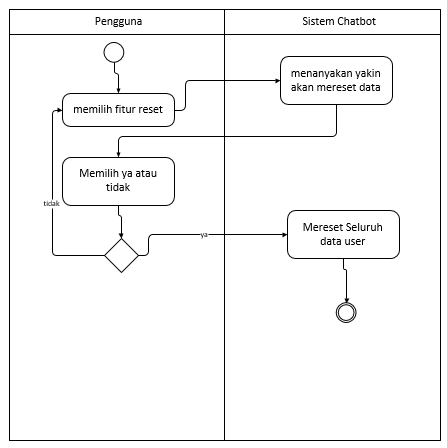 Pengguna
Sistem Chatbot
memilih fitur reset
menanyakan yakin
akan mereset data
Memilih ya atau
tidak
tidak
ya
Mereset Seluruh
data user